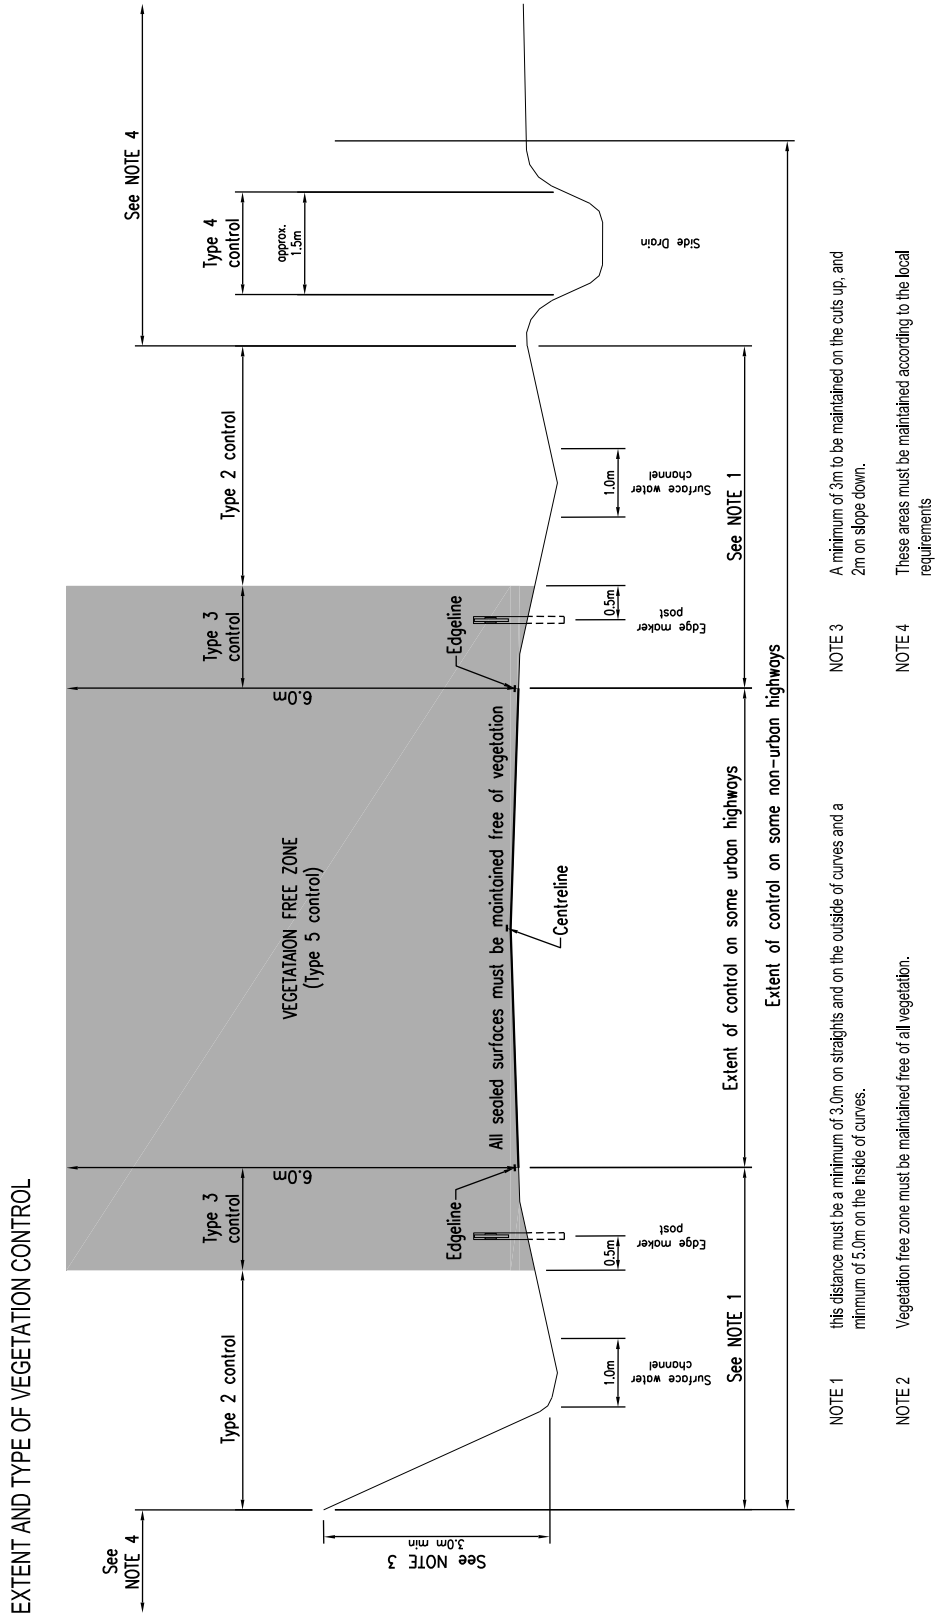 EXTENT AND TYPE OF VEGETATION CONTROL
See
NOTE 4
Type 2 control
Type 3
control
Type 3
control
Type 2 control
Type 4
control
See NOTE 4
approx.
1.5m
VEGETATAION FREE ZONE
(Type 5 control)
6.0m
6.0m
All sealed surfaces must be maintained free of vegetation
Edgeline
Edgeline
Centreline
See NOTE 3
3.0m min
1.0m
Surface water
channel
0.5m
Edge maker
post
0.5m
Edge maker
post
1.0m
Surface water
channel
Side Drain
See NOTE 1
Extent of control on some urban highways
See NOTE 1
Extent of control on some non-urban highways
NOTE 1 this distance must be a minimum of 3.0m on straights and on the outside of curves and a
minmum of 5.0m on the inside of curves.
NOTE 2 Vegetation free zone must be maintained free of all vegetation.
NOTE 3 A minimum of 3m to be maintained on the cuts up, and
2m on slope down.
NOTE 4 These areas must be maintained according to the local
requirements